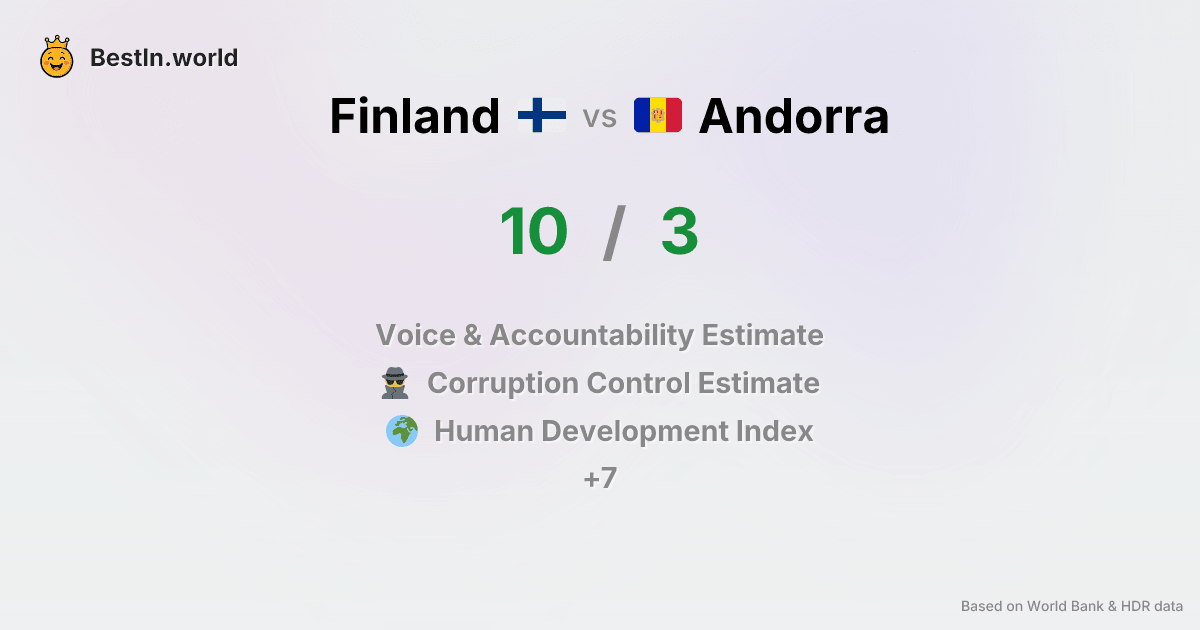 BestIn.world
Finland vs Andorra
10 / 3
Voice & Accountability Estimate
Corruption Control Estimate
Human Development Index
+7
Based on World Bank & HDR data